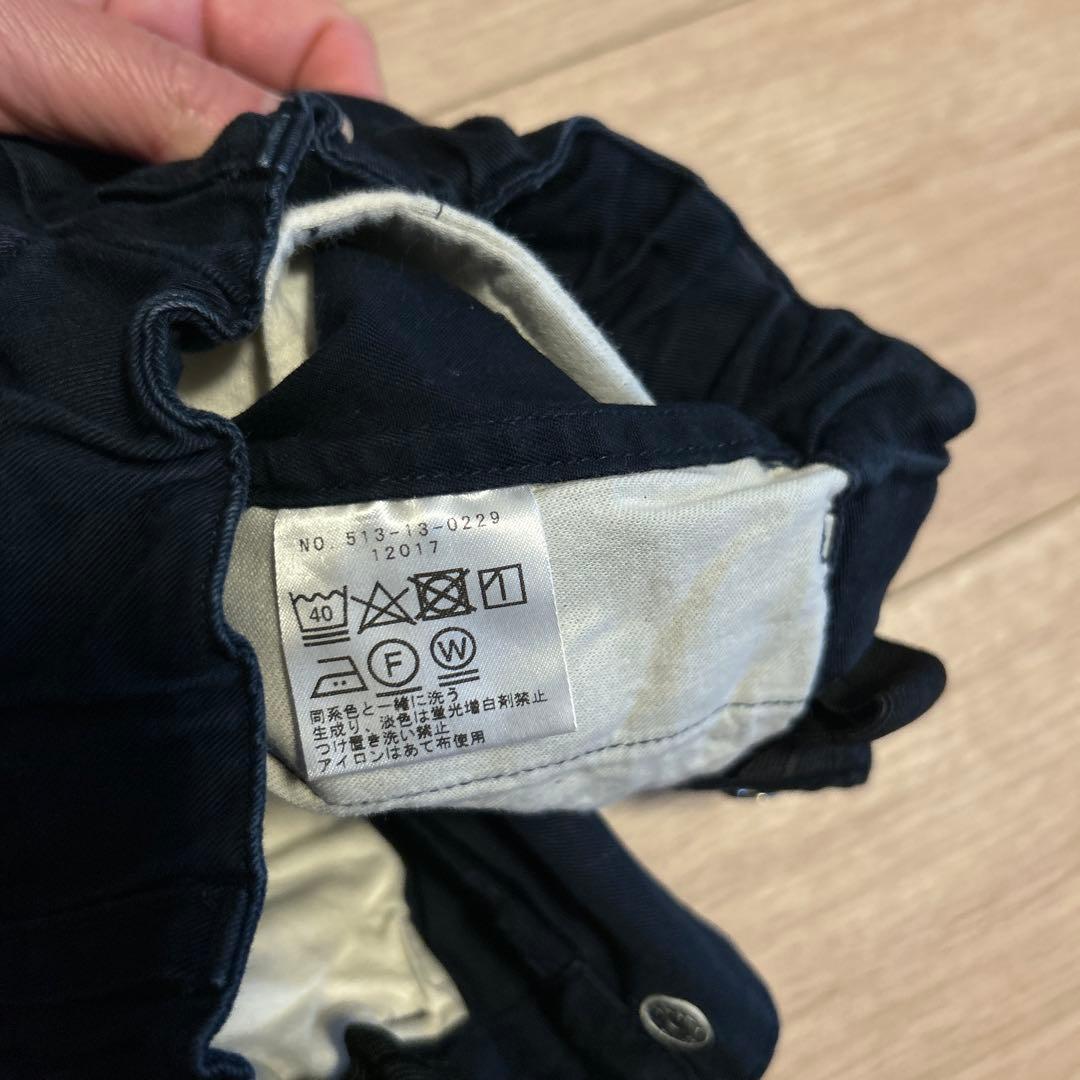 NO. 513-13-0229
12017
40
F W
同系色と一緒に洗う
生成り、淡色は蛍光増白剤禁止
つけ置き洗い禁止
アイロンはあて布使用